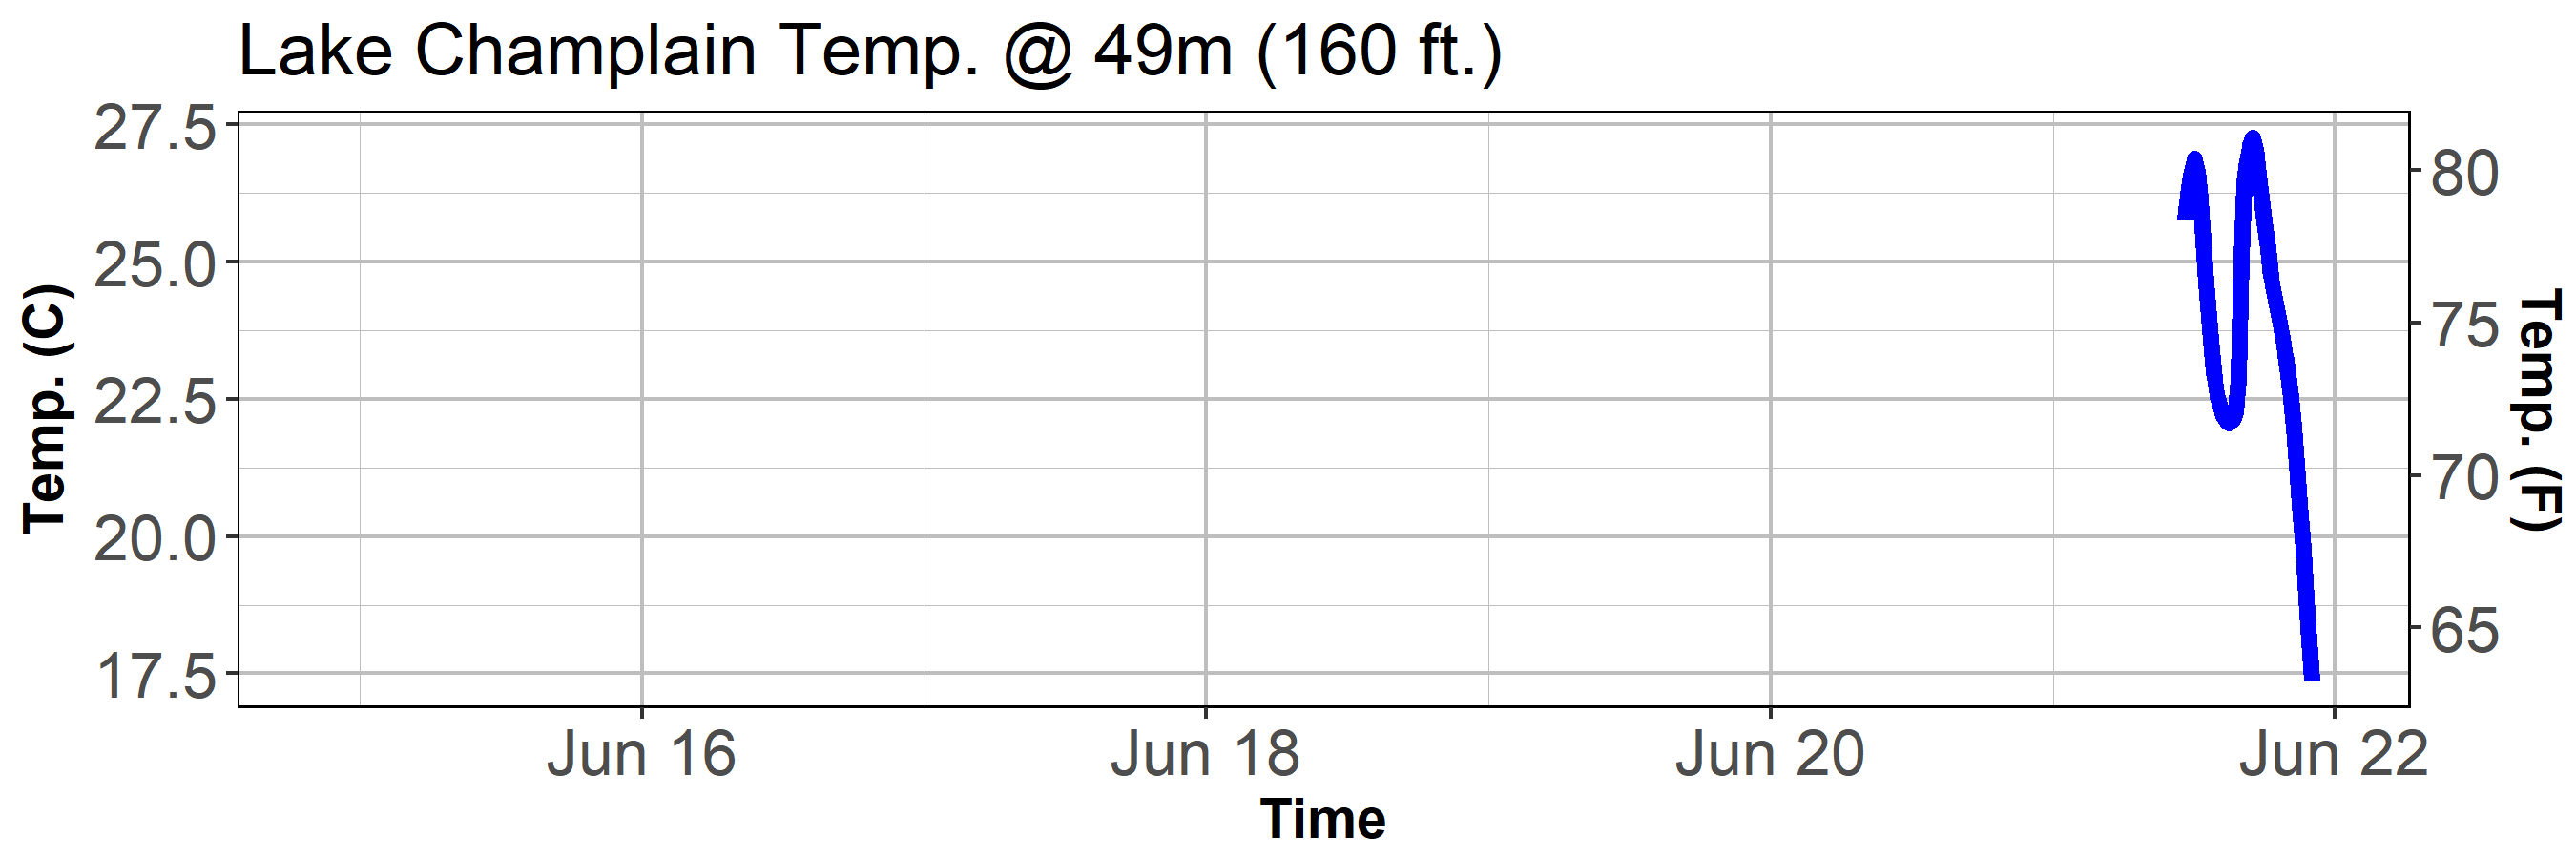 Lake Champlain Temp. @ 49m (160 ft.)
27.5
25.0
22.5
20.0
17.5
Temp. (C)
80
75
70
65
Temp. (F)
Jun 16 Jun 18 Jun 20 Jun 22
Time